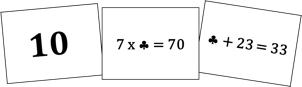 10
7 x ♣ = 70
♣ + 23 = 33